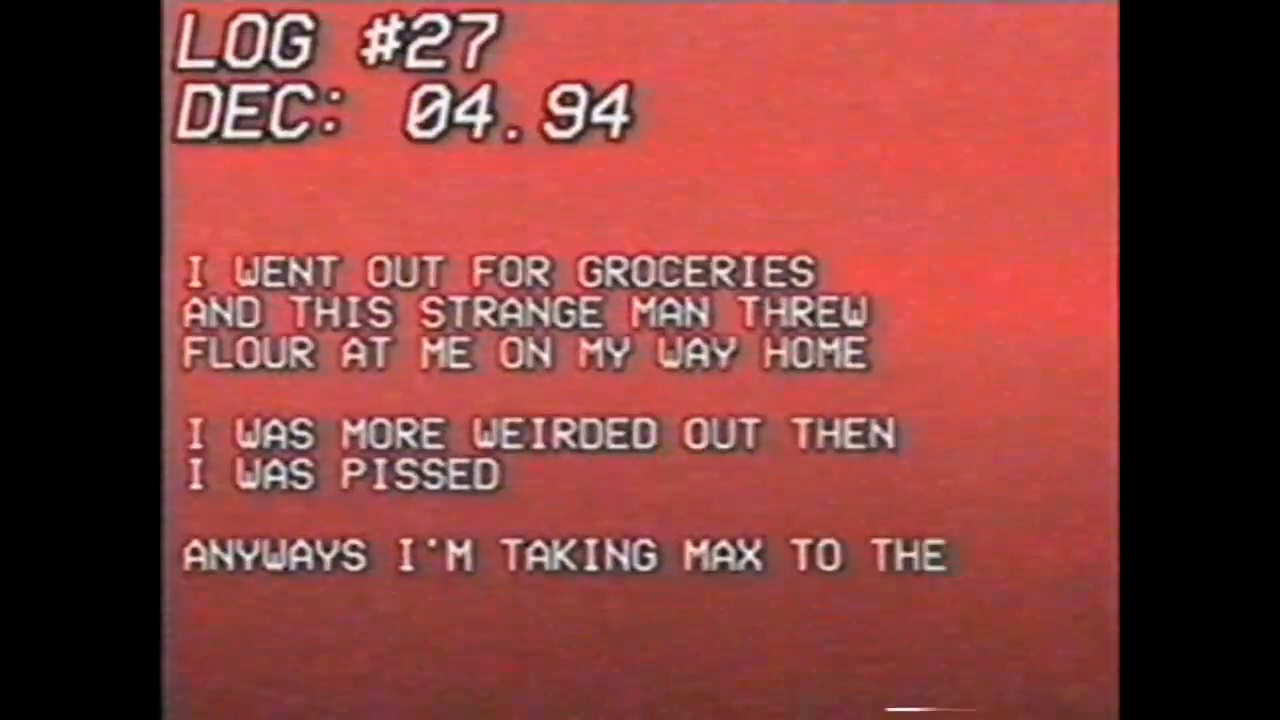 LOG #27
DEC: 04.94
I WENT OUT FOR GROCERIES
AND THIS STRANGE MAN THREW
FLOUR AT ME ON MY WAY HOME
I WAS MORE WEIRDED OUT THEN
I WAS PISSED
ANYWAYS I'M TAKING MAX TO THE